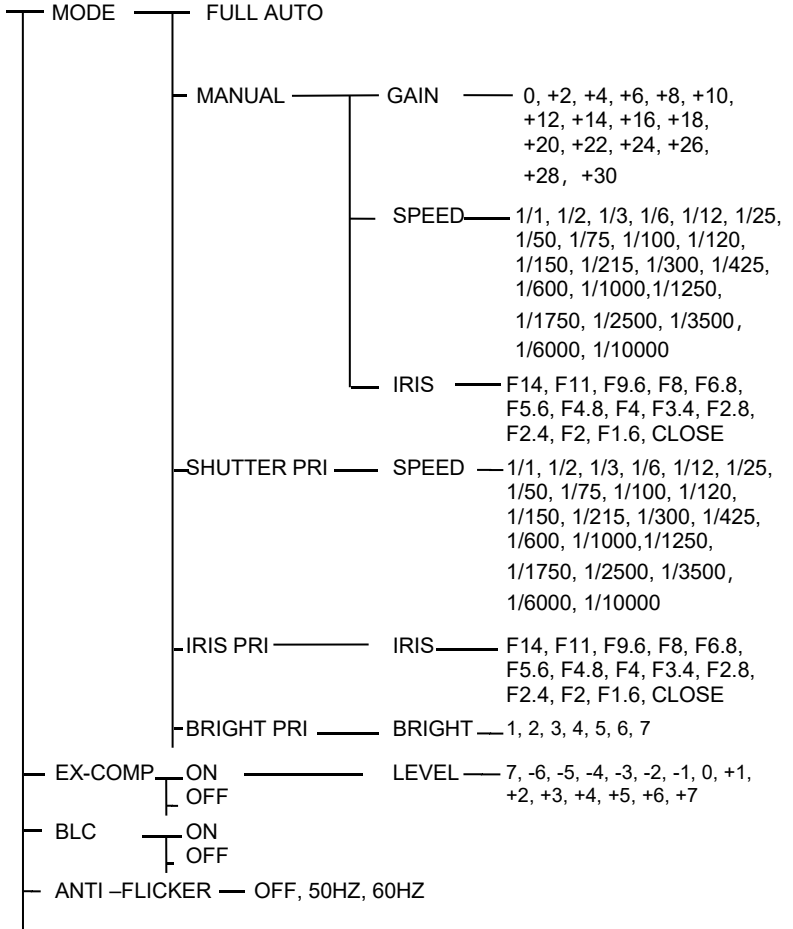 MODE FULL AUTO
MANUAL GAIN 0, +2, +4, +6, +8, +10,
+12, +14, +16, +18,
+20, +22, +24, +26,
+28, +30
SPEED 1/1, 1/2, 1/3, 1/6, 1/12, 1/25,
1/50, 1/75, 1/100, 1/120,
1/150, 1/215, 1/300, 1/425,
1/600, 1/1000,1/1250,
1/1750, 1/2500, 1/3500,
1/6000, 1/10000
IRIS F14, F11, F9.6, F8, F6.8,
F5.6, F4.8, F4, F3.4, F2.8,
F2.4, F2, F1.6, CLOSE
SHUTTER PRI SPEED 1/1, 1/2, 1/3, 1/6, 1/12, 1/25,
1/50, 1/75, 1/100, 1/120,
1/150, 1/215, 1/300, 1/425,
1/600, 1/1000,1/1250,
1/1750, 1/2500, 1/3500,
1/6000, 1/10000
IRIS PRI IRIS F14, F11, F9.6, F8, F6.8,
F5.6, F4.8, F4, F3.4, F2.8,
F2.4, F2, F1.6, CLOSE
BRIGHT PRI BRIGHT 1, 2, 3, 4, 5, 6, 7
EX-COMP ON LEVEL 7, -6, -5, -4, -3, -2, -1, 0, +1,
OFF +2, +3, +4, +5, +6, +7
BLC ON
OFF
ANTI –FLICKER OFF, 50HZ, 60HZ